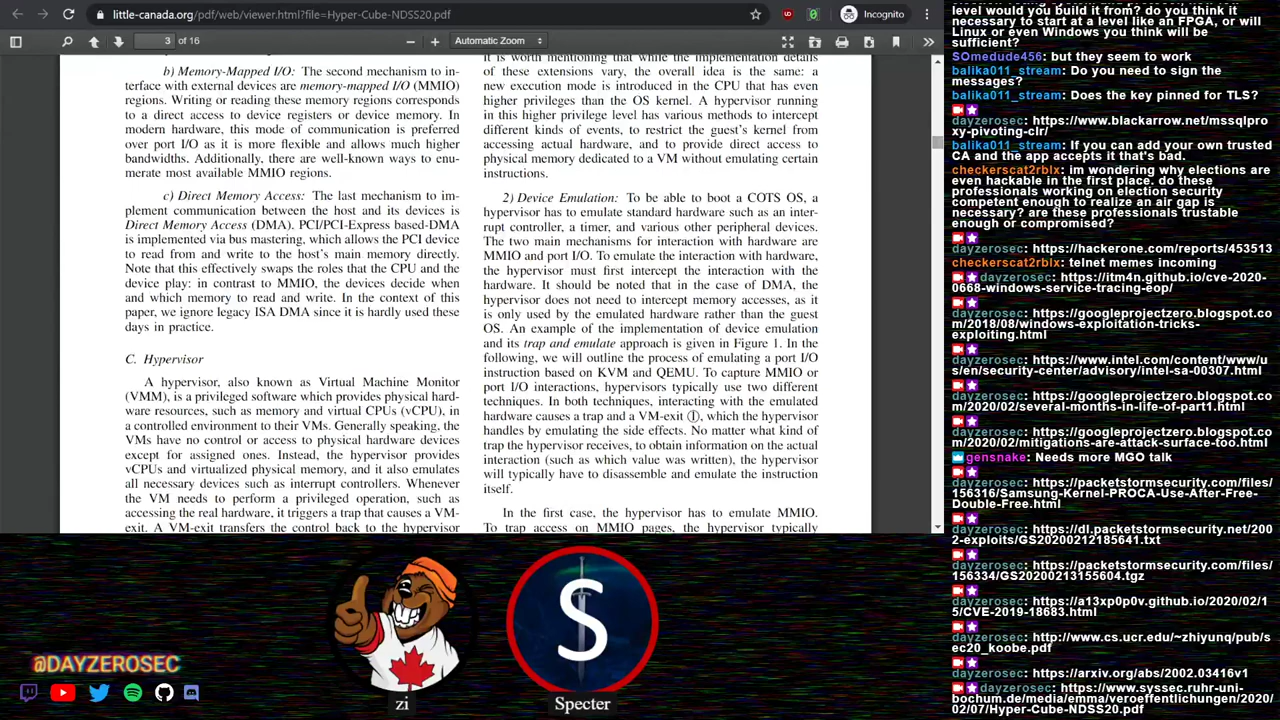 little-canada.org/pdf/web/viewer.html?file=Hyper-Cube-NDSS20.pdf
Incognito
3 of 16
Automatic Zoom
b) Memory-Mapped I/O: The second mechanism to in-
terface with external devices are memory-mapped I/O (MMIO)
regions. Writing or reading these memory regions corresponds
to a direct access to device registers or device memory. In
modern hardware, this mode of communication is preferred
over port I/O as it is more flexible and allows much higher
bandwidths. Additionally, there are well-known ways to enu-
merate most available MMIO regions.
c) Direct Memory Access: The last mechanism to im-
plement communication between the host and its devices is
Direct Memory Access (DMA). PCI/PCI-Express based-DMA
is implemented via bus mastering, which allows the PCI device
to read from and write to the host's main memory directly.
Note that this effectively swaps the roles that the CPU and the
device play: in contrast to MMIO, the devices decide when
and which memory to read and write. In the context of this
paper, we ignore legacy ISA DMA since it is hardly used these
days in practice.
C. Hypervisor
A hypervisor, also known as Virtual Machine Monitor
(VMM), is a privileged software which provides physical hard-
ware resources, such as memory and virtual CPUs (vCPU), in
a controlled environment to their VMs. Generally speaking, the
VMs have no control or access to physical hardware devices
except for assigned ones. Instead, the hypervisor provides
vCPUs and virtualized physical memory, and it also emulates
all necessary devices such as interrupt controllers. Whenever
the VM needs to perform a privileged operation, such as
accessing the real hardware, it triggers a trap that causes a VM-
exit. A VM-exit transfers the control back to the hypervisor
it is worth mentioning that while the implementation details
of these extensions vary, the overall idea is the same: a
new execution mode is introduced in the CPU that has even
higher privileges than the OS kernel. A hypervisor running
in this higher privilege level has various methods to intercept
different kinds of events, to restrict the guest's kernel from
accessing actual hardware, and to provide direct access to
physical memory dedicated to a VM without emulating certain
instructions.
2) Device Emulation: To be able to boot a COTS OS, a
hypervisor has to emulate standard hardware such as an inter-
rupt controller, a timer, and various other peripheral devices.
The two main mechanisms for interaction with hardware are
MMIO and port I/O. To emulate the interaction with hardware,
the hypervisor must first intercept the interaction with the
hardware. It should be noted that in the case of DMA, the
hypervisor does not need to intercept memory accesses, as it
is only used by the emulated hardware rather than the guest
OS. An example of the implementation of device emulation
and its trap and emulate approach is given in Figure 1. In the
following, we will outline the process of emulating a port I/O
instruction based on KVM and QEMU. To capture MMIO or
port I/O interactions, hypervisors typically use two different
techniques. In both techniques, interacting with the emulated
hardware causes a trap and a VM-exit ①, which the hypervisor
handles by emulating the side effects. No matter what kind of
trap the hypervisor receives, to obtain information on the actual
interaction (such as which value was written), the hypervisor
will typically have to disassemble and emulate the instruction
itself.
In the first case, the hypervisor has to emulate MMIO.
To trap access on MMIO pages, the hypervisor typically
level would you build it from? do you think it
necessary to start at a level like an FPGA, or will
Linux or even Windows you think will be
sufficient?
SOmedude456: but they seem to work
balika011_stream: Do you need to sign the
messages?
balika011_stream: Does the key pinned for TLS?
dayzerosec: https://www.blackarrow.net/mssqlpro
xy-pivoting-clr/
balika011_stream: If you can add your own trusted
CA and the app accepts it that's bad.
checkerscat2rblx: im wondering why elections are
even hackable in the first place. do these
professionals working on election security
competent enough to realize an air gap is
necessary? are these professionals trustable
enough or compromised?
dayzerosec: https://hackerone.com/reports/453513
checkerscat2rblx: telnet memes incoming
dayzerosec: https://itm4n.github.io/cve-2020-
0668-windows-service-tracing-eop/
dayzerosec: https://googleprojectzero.blogspot.co
m/2018/08/windows-exploitation-tricks-
exploiting.html
dayzerosec: https://www.intel.com/content/www/u
s/en/security-center/advisory/intel-sa-00307.html
dayzerosec: https://googleprojectzero.blogspot.co
m/2020/02/several-months-in-life-of-part1.html
dayzerosec: https://googleprojectzero.blogspot.co
m/2020/02/mitigations-are-attack-surface-too.html
gensnake: Needs more MGO talk
dayzerosec: https://packetstormsecurity.com/files/
156316/Samsung-Kernel-PROCA-Use-After-Free-
Double-Free.html
dayzerosec: https://dl.packetstormsecurity.net/200
2-exploits/GS20200212185641.txt
dayzerosec: https://packetstormsecurity.com/files/
156334/GS20200213155604.tgz
dayzerosec: https://a13xp0p0v.github.io/2020/02/1
5/CVE-2019-18683.html
dayzerosec: http://www.cs.ucr.edu/~zhiyunq/pub/s
ec20_koobe.pdf
dayzerosec: https://arxiv.org/abs/2002.03416v1
dayzerosec: https://www.syssec.ruhr-uni-
bochum.de/media/emma/veroeffentlichungen/2020/
02/07/Hyper-Cube-NDSS20.pdf
@DAYZEROSEC
S
zi
Specter